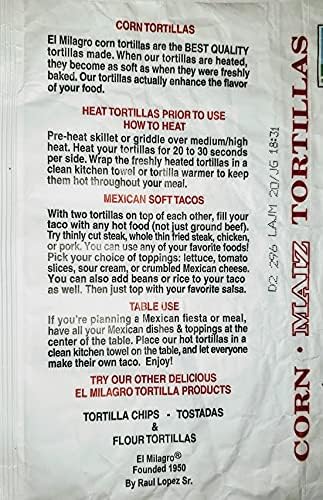 CORN TORTILLAS
El Milagro corn tortillas are the BEST QUALITY
tortillas made. When our tortillas are heated,
they become as soft as when they were freshly
baked. Our tortillas actually enhance the flavor
of your food.
HEAT TORTILLAS PRIOR TO USE
HOW TO HEAT
Pre-heat skillet or griddle over medium/high
heat. Heat your tortillas for 20 to 30 seconds
per side. Wrap the freshly heated tortillas in a
clean kitchen towel or tortilla warmer to keep
them hot throughout your meal.
MEXICAN SOFT TACOS
With two tortillas on top of each other, fill your
taco with any hot food (not just ground beef).
Try thinly cut steak, whole thin fried steak, chicken,
or pork. You can use any of your favorite foods!
Pick your choice of toppings: lettuce, tomato
slices, sour cream, or crumbled Mexican cheese.
You can also add beans or rice to your taco
as well. Then just top with your favorite salsa.
TABLE USE
If you're planning a Mexican fiesta or meal,
have all your Mexican dishes & toppings at the
center of the table. Place our hot tortillas in a
clean kitchen towel on the table, and let everyone
make their own taco. Enjoy!
TRY OUR OTHER DELICIOUS
EL MILAGRO TORTILLA PRODUCTS
TORTILLA CHIPS - TOSTADAS
&
FLOUR TORTILLAS
El Milagro®
Founded 1950
By Raul Lopez Sr.
D2 296 LAJM 20/JG 18:31
CORN · MAIZ TORTILLAS